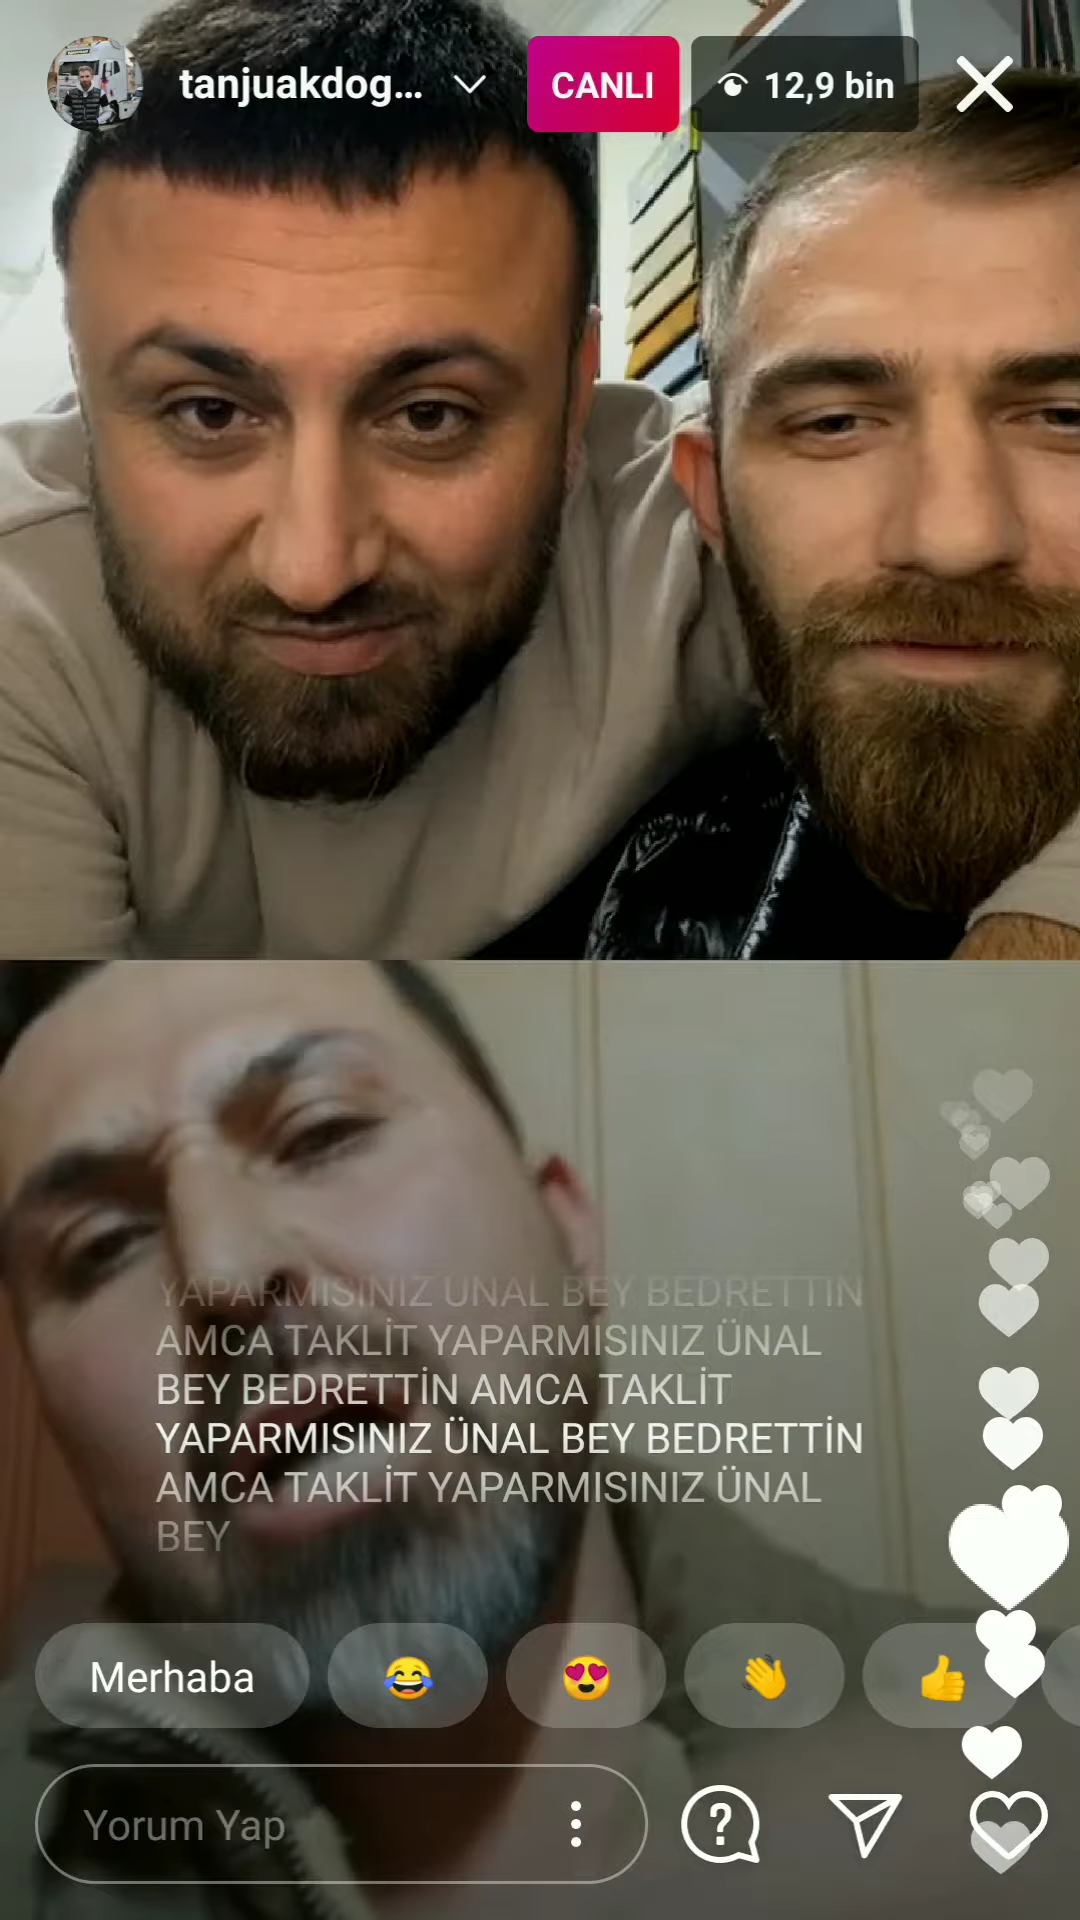 tanjuakdog...
CANLI
12,9 bin
YAPARMISINIZ ÜNAL BEY BEDRETTİN
AMCA TAKLİT YAPARMISINIZ ÜNAL
BEY BEDRETTİN AMCA TAKLİT
YAPARMISINIZ ÜNAL BEY BEDRETTİN
AMCA TAKLİT YAPARMISINIZ ÜNAL
BEY
Merhaba
Yorum Yap